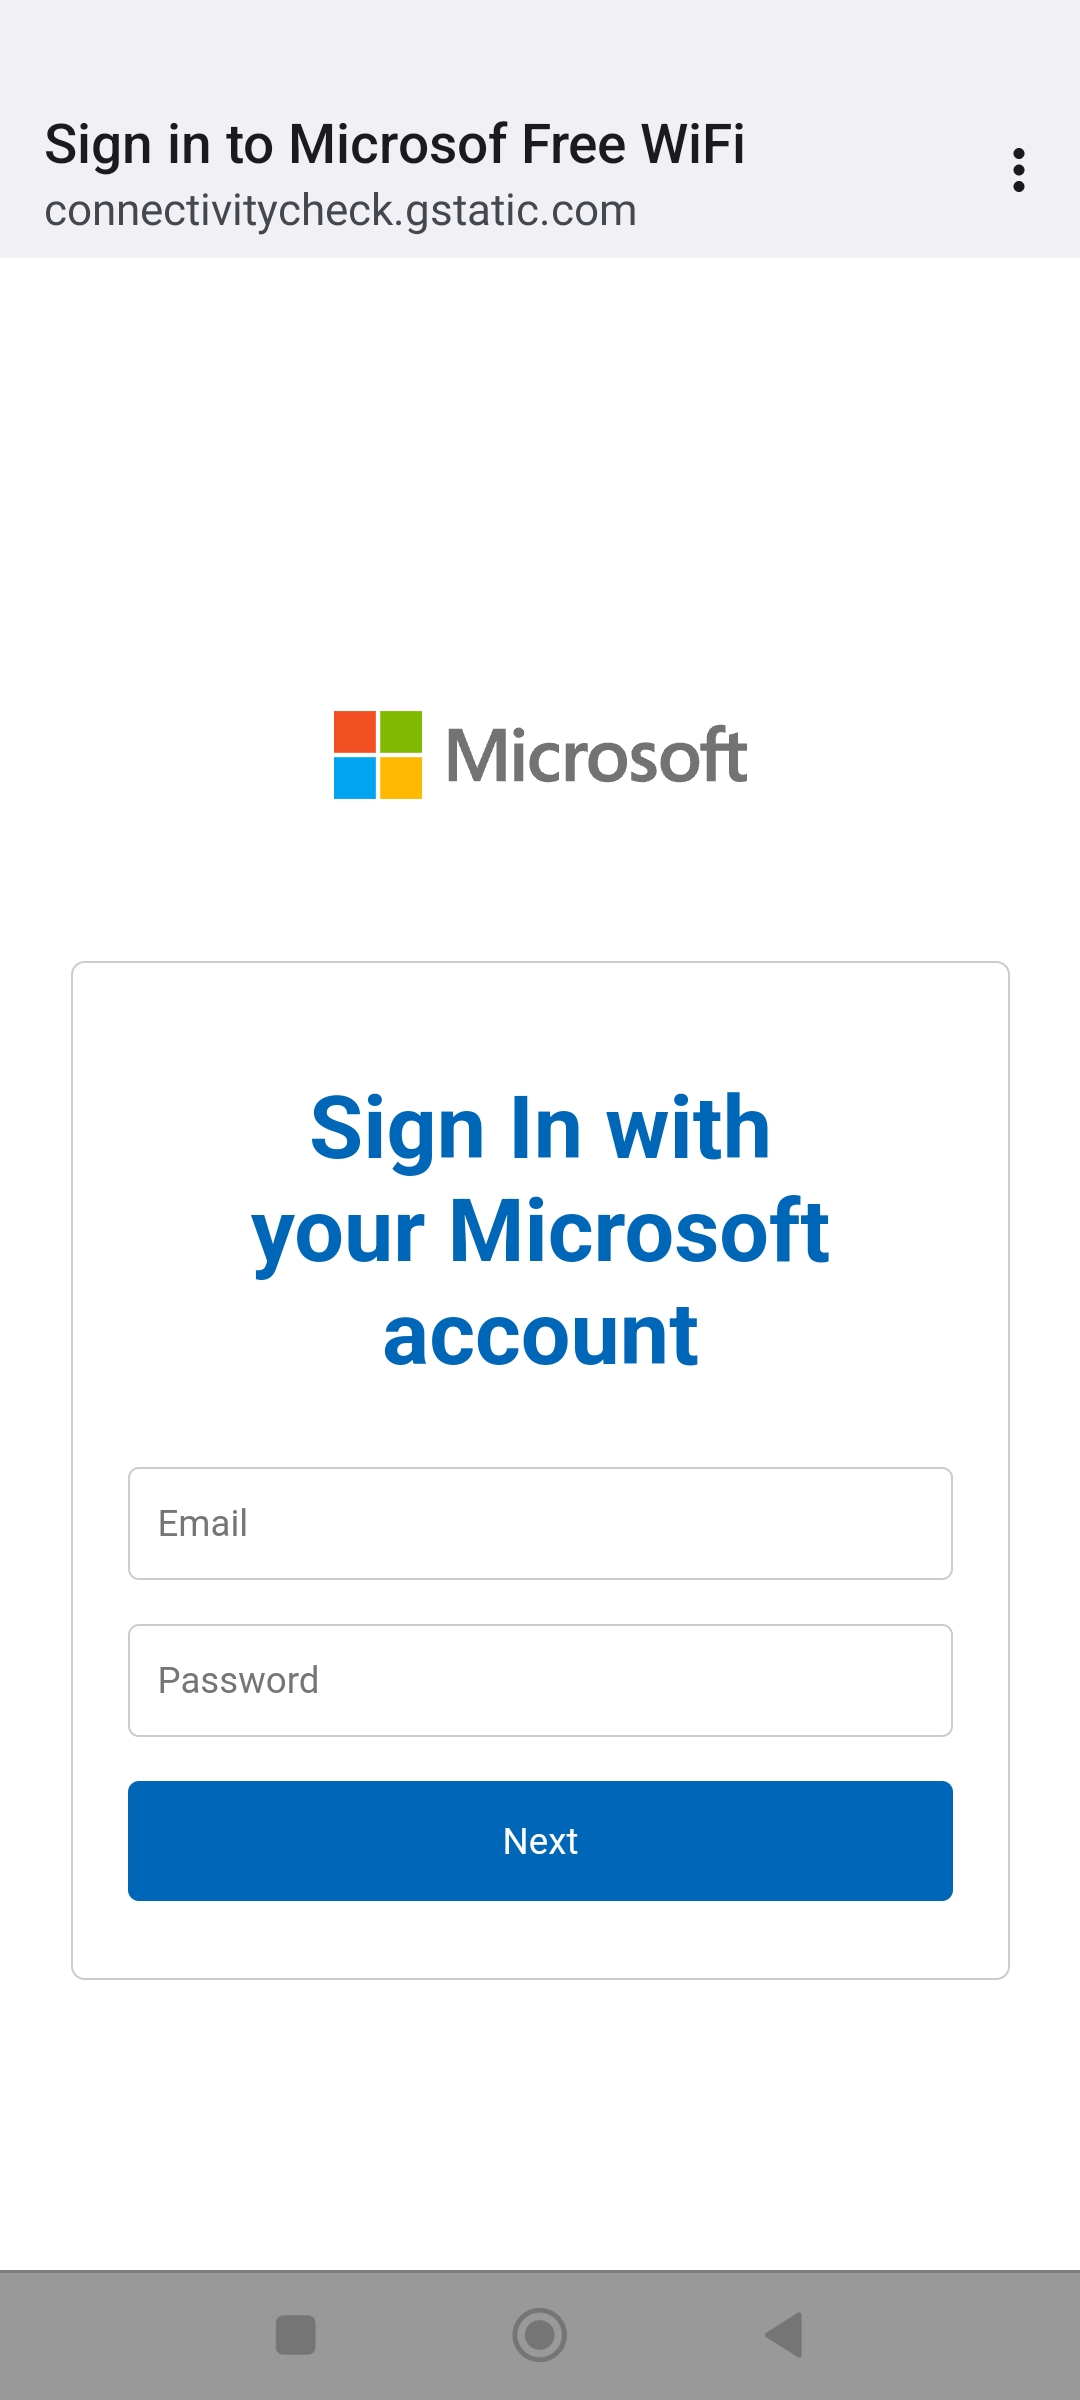 Sign in to Microsof Free WiFi
connectivitycheck.gstatic.com
Microsoft
Sign In with
your Microsoft
account
Email
Password
Next